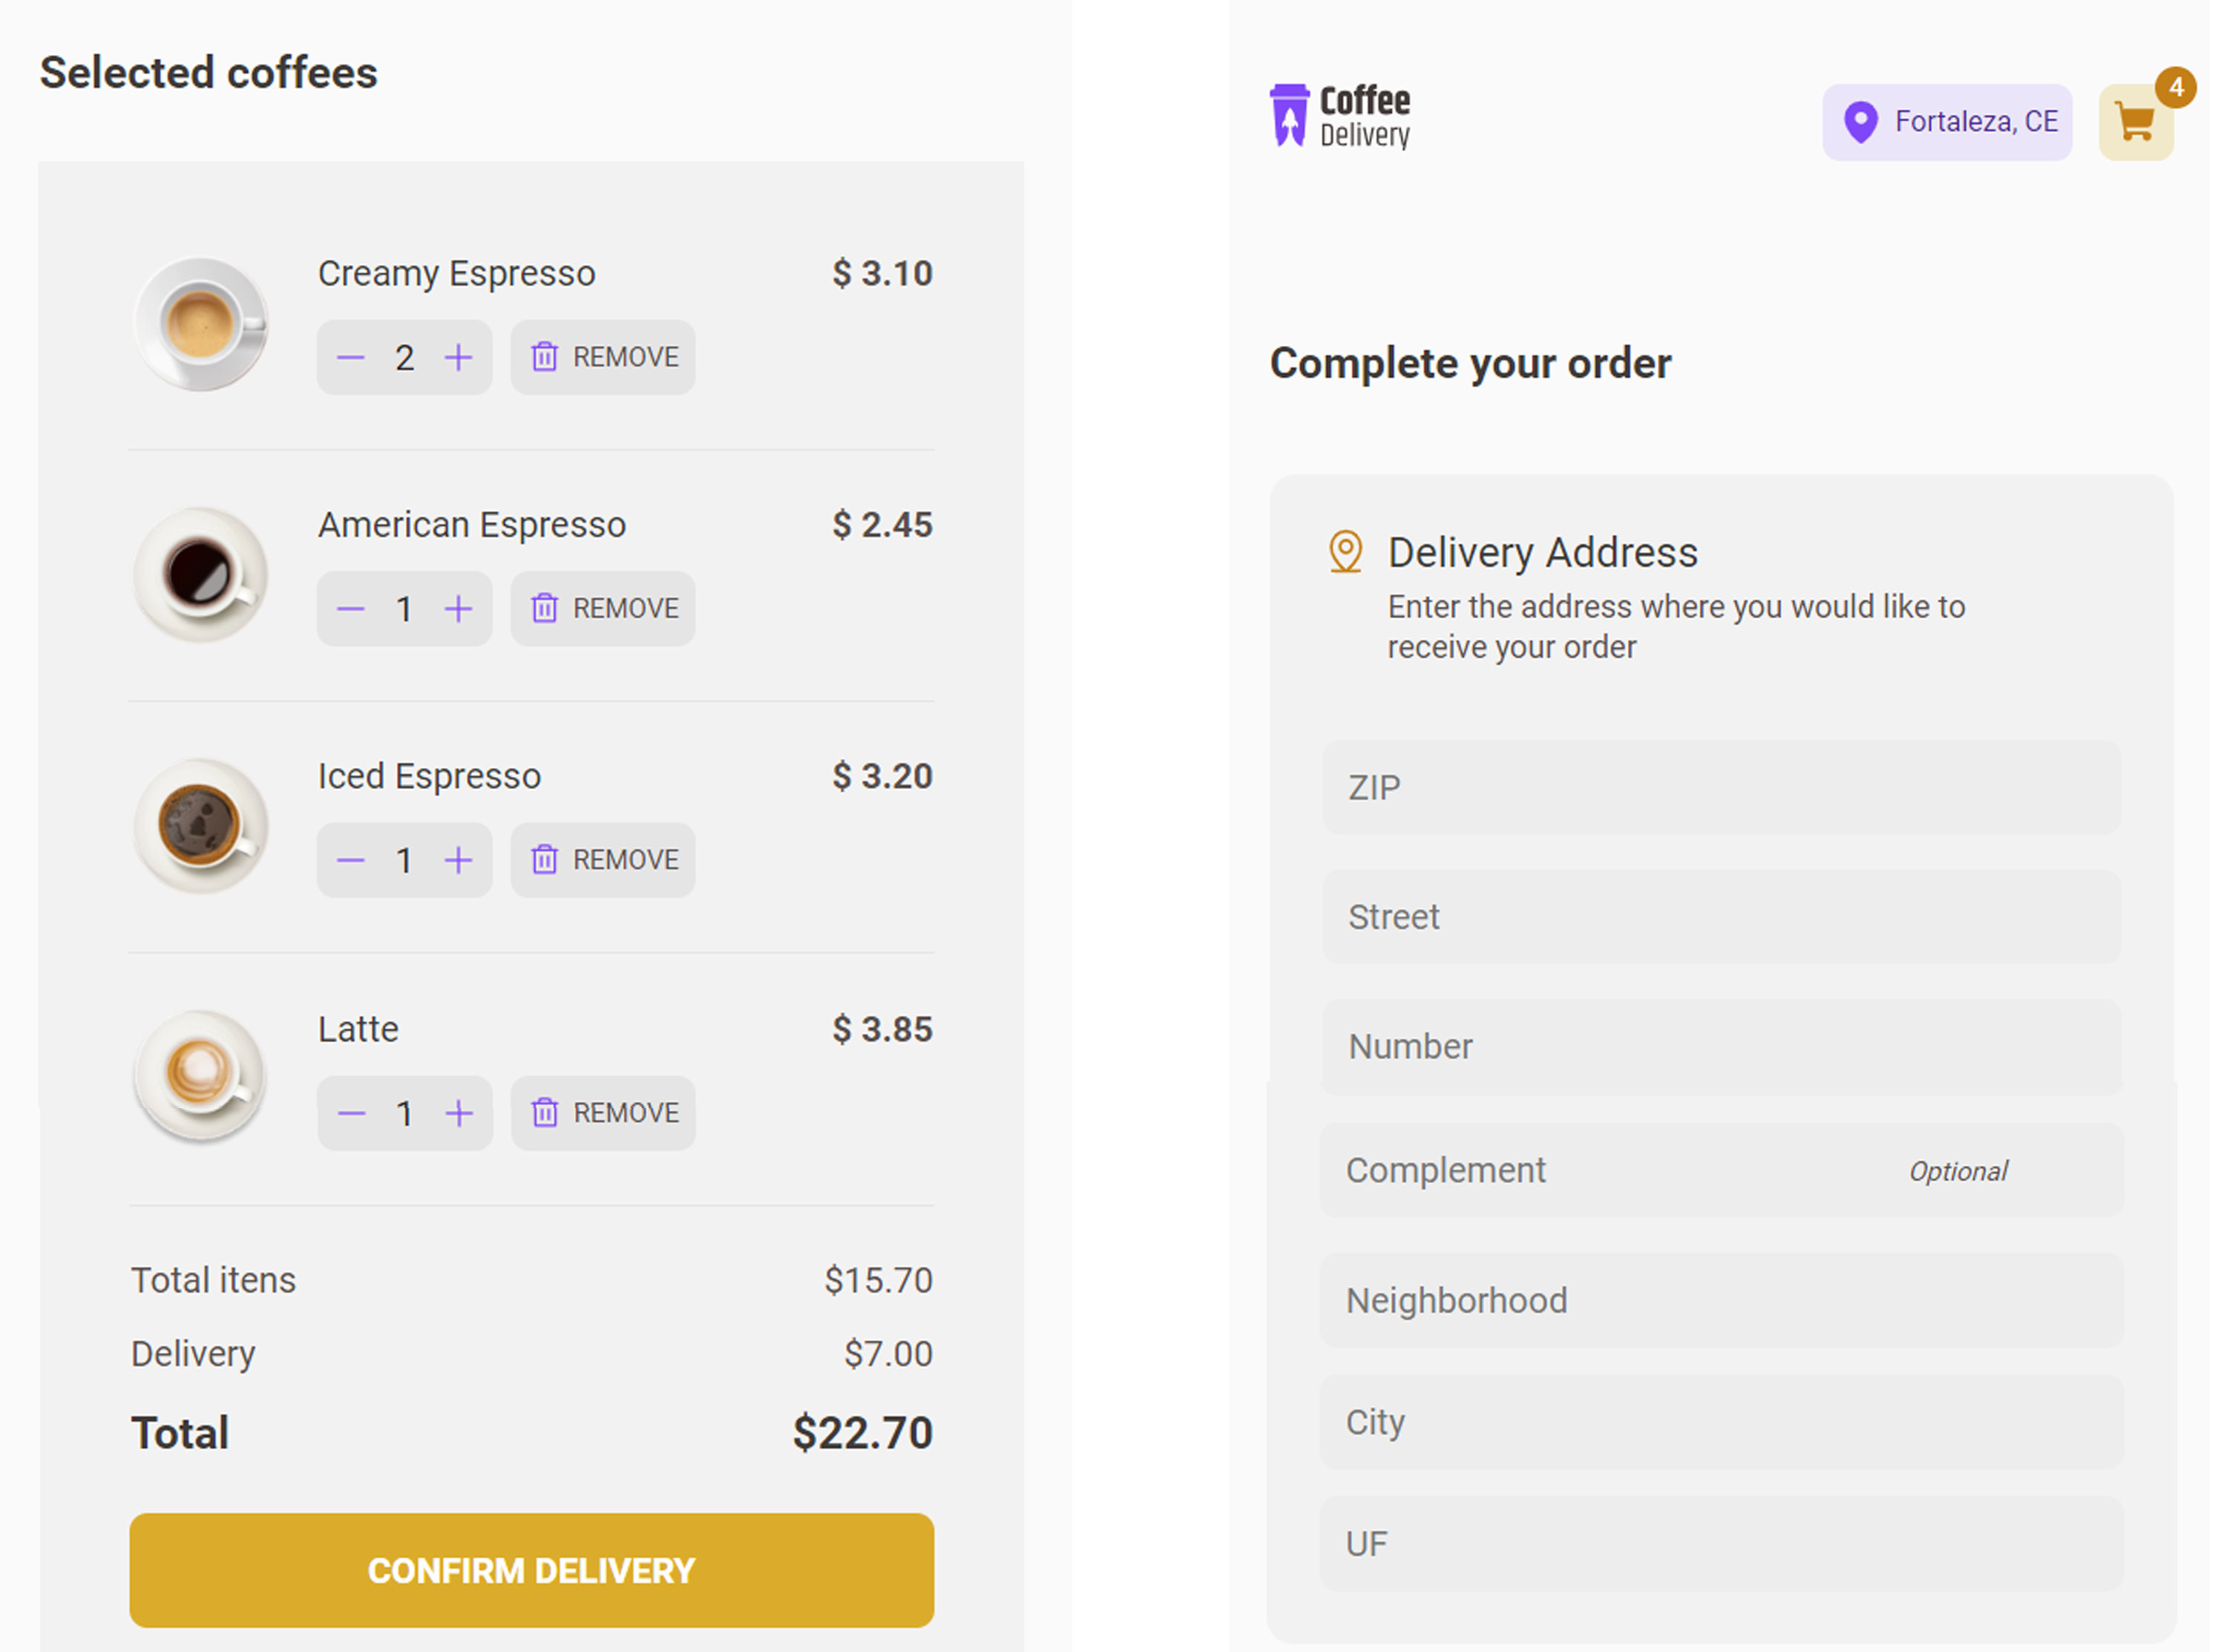 Selected coffees
Creamy Espresso $ 3.10
2 REMOVE
American Espresso $ 2.45
1 REMOVE
Iced Espresso $ 3.20
1 REMOVE
Latte $ 3.85
1 REMOVE
Total itens $15.70
Delivery $7.00
Total $22.70
CONFIRM DELIVERY
Coffee
Delivery
Fortaleza, CE
4
Complete your order
Delivery Address
Enter the address where you would like to
receive your order
ZIP
Street
Number
Complement Optional
Neighborhood
City
UF